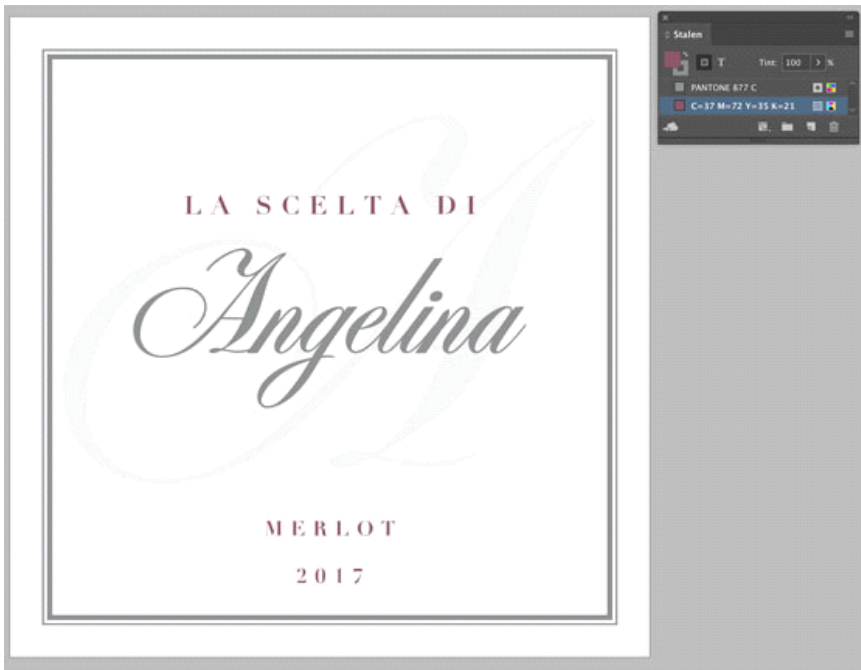 LA SCELTA DI
Angelina
MERLOT
2017
Stalen
T Tint: 100 %
PANTONE 877 C
C=37 M=72 Y=35 K=21
A